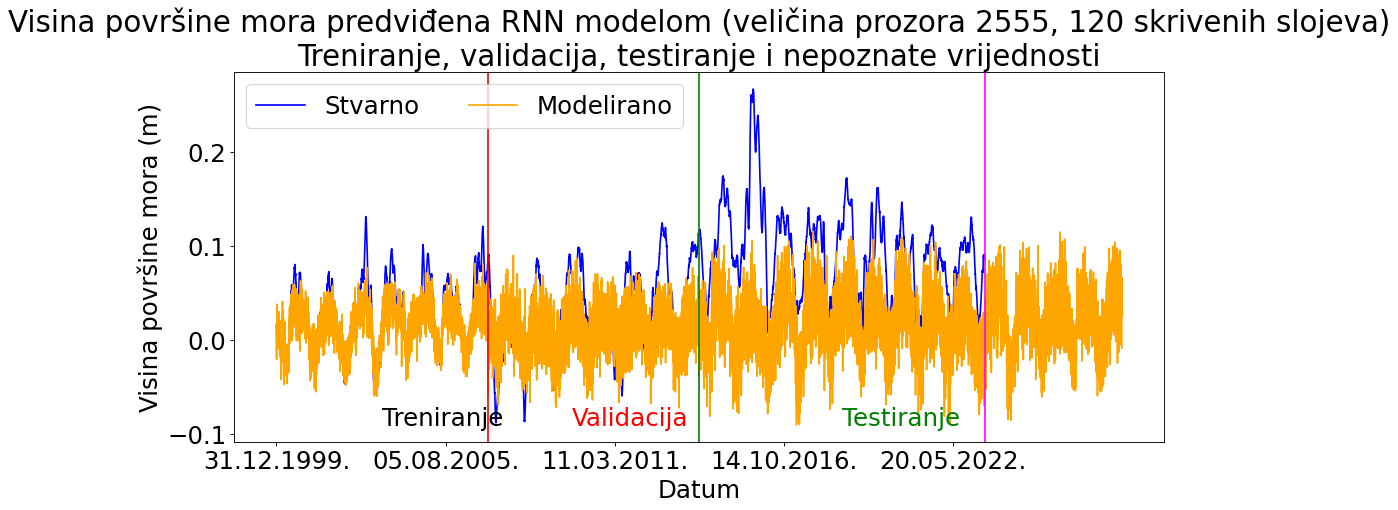 Visina površine mora predviđena RNN modelom (veličina prozora 2555, 120 skrivenih slojeva)
Treniranje, validacija, testiranje i nepoznate vrijednosti
Stvarno Modelirano
Visina površine mora (m)
0.2
0.1
0.0
−0.1
Treniranje Validacija Testiranje
31.12.1999. 05.08.2005. 11.03.2011. 14.10.2016. 20.05.2022.
Datum